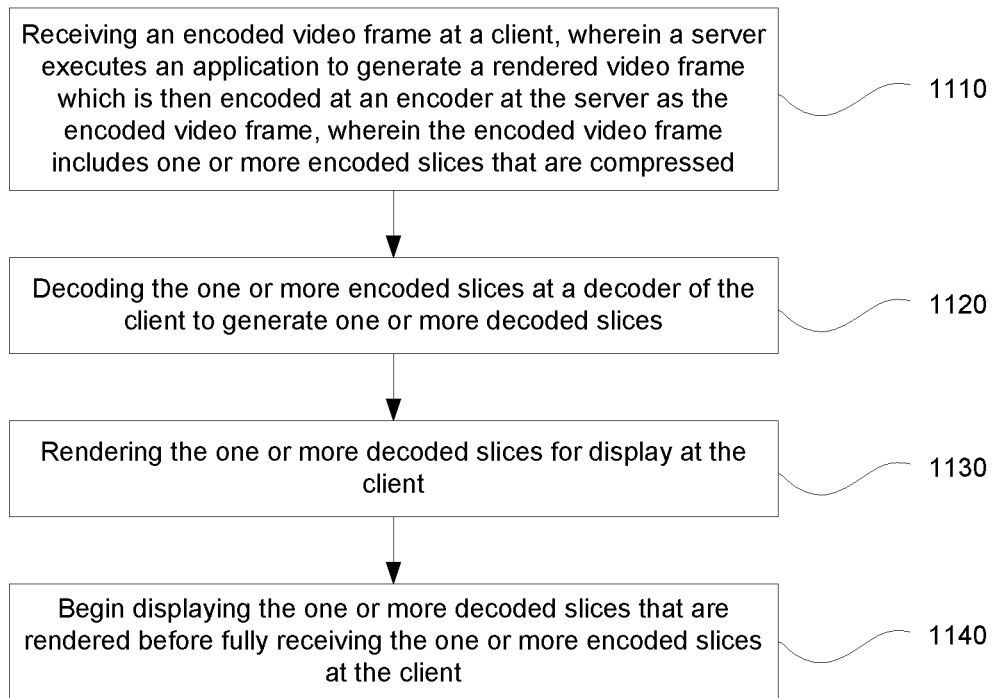 Receiving an encoded video frame at a client, wherein a server
executes an application to generate a rendered video frame
which is then encoded at an encoder at the server as the
encoded video frame, wherein the encoded video frame
includes one or more encoded slices that are compressed
1110
Decoding the one or more encoded slices at a decoder of the
client to generate one or more decoded slices
1120
Rendering the one or more decoded slices for display at the
client
1130
Begin displaying the one or more decoded slices that are
rendered before fully receiving the one or more encoded slices
at the client
1140